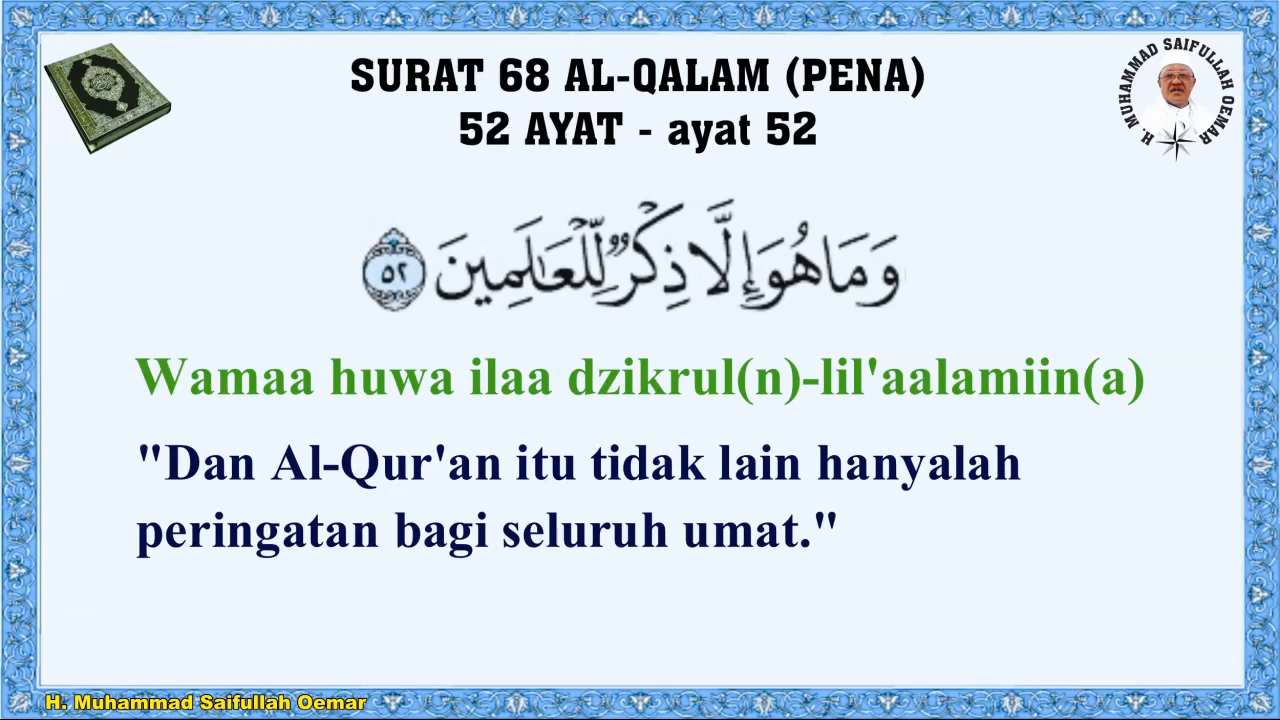 SURAT 68 AL-QALAM (PENA)
52 AYAT - ayat 52
H. MUHAMMAD SAIFULLAH OEMAR
وَمَا هُوَ إِلَّا ذِكْرٌ لِّلْعَٰلَمِينَ ٥٢
Wamaa huwa ilaa dzikrul(n)-lil'aalamiin(a)
"Dan Al-Qur'an itu tidak lain hanyalah
peringatan bagi seluruh umat."
H. Muhammad Saifullah Oemar